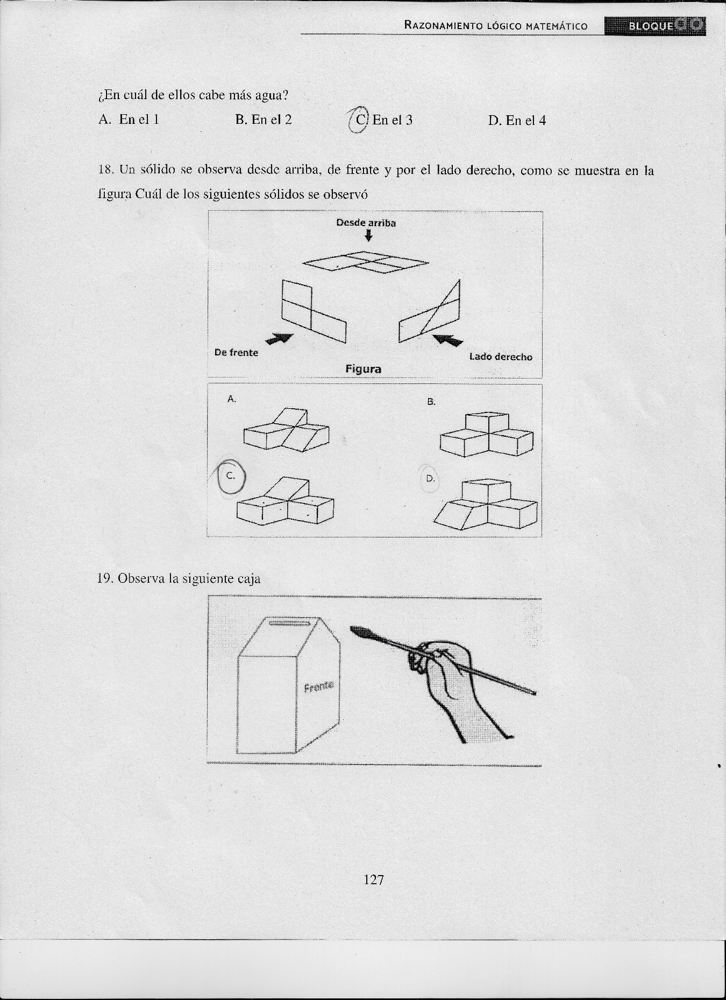 RAZONAMIENTO LÓGICO MATEMÁTICO BLOQUE
¿En cuál de ellos cabe más agua?
A. En el 1 B. En el 2 C. En el 3 D. En el 4
18. Un sólido se observa desde arriba, de frente y por el lado derecho, como se muestra en la
figura Cuál de los siguientes sólidos se observó
Desde arriba
De frente
Lado derecho
Figura
A.
B.
C.
D.
19. Observa la siguiente caja
Frente
127